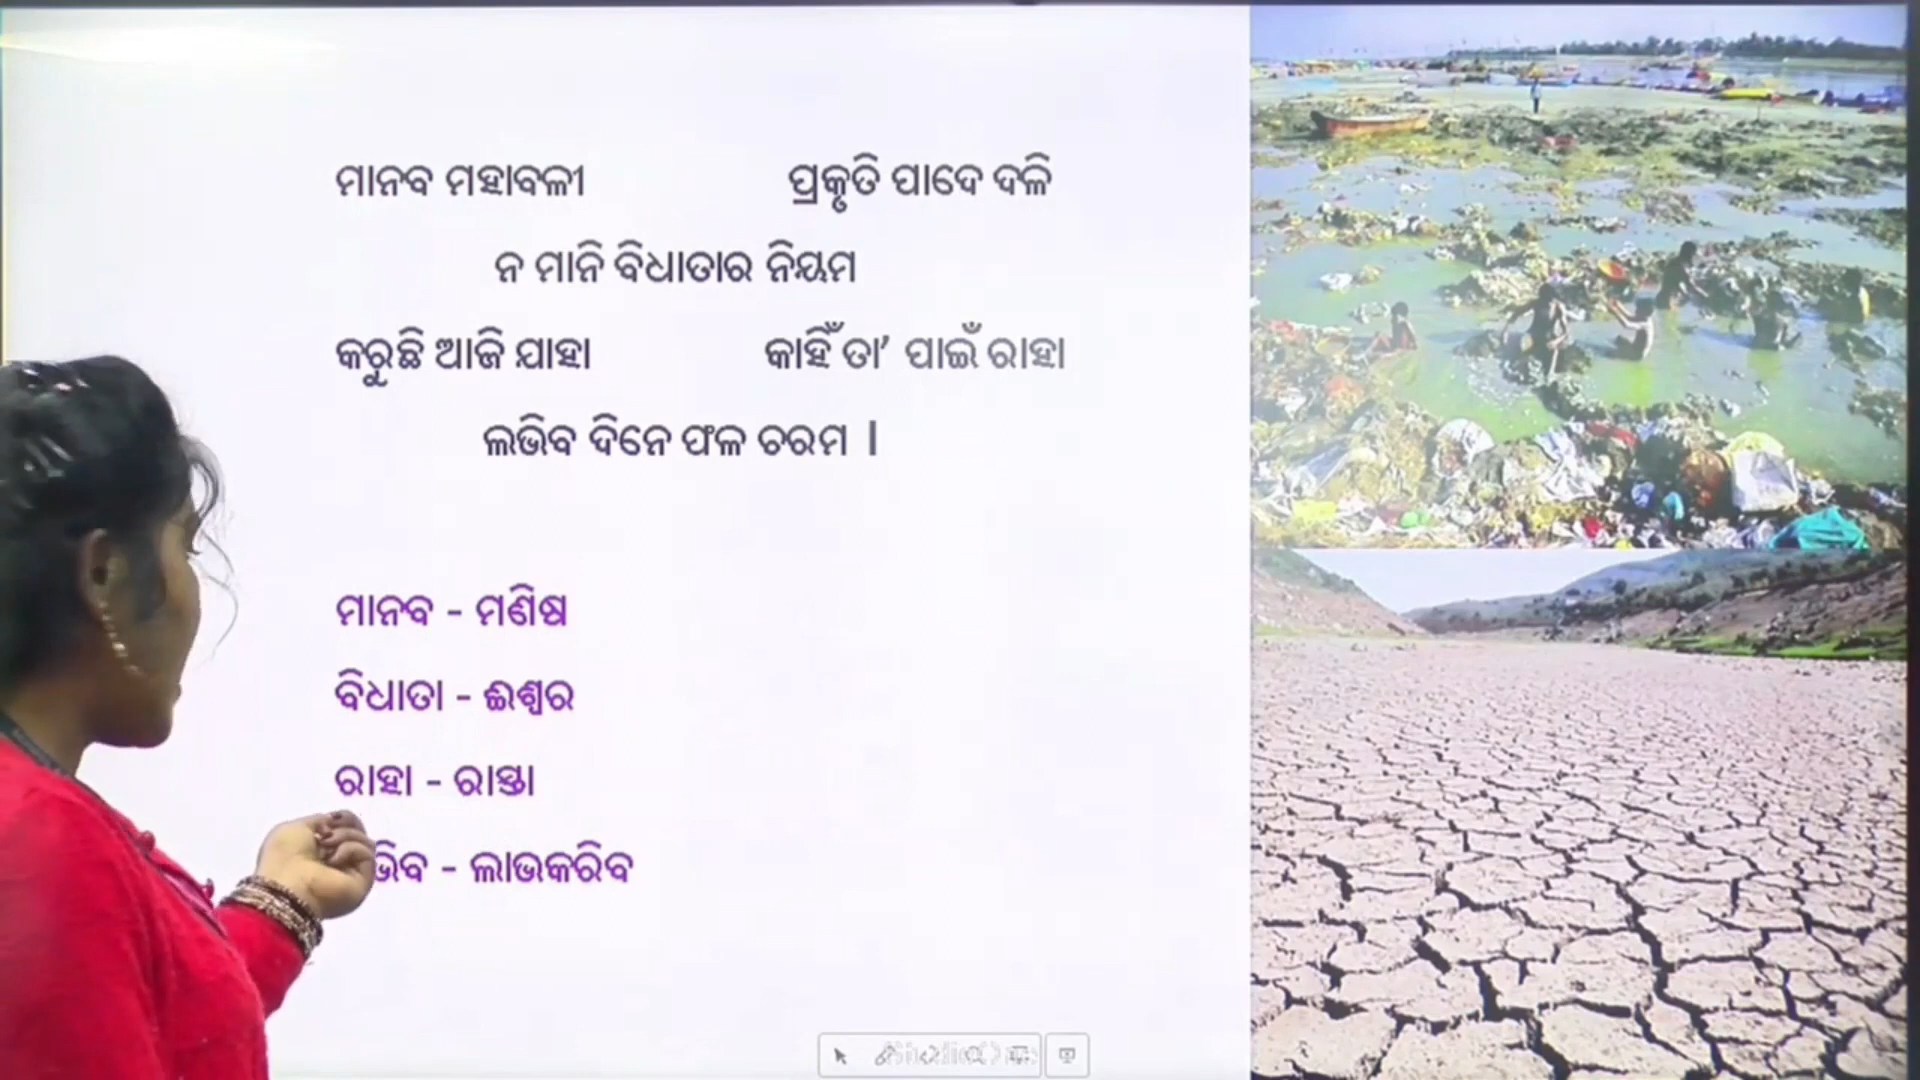 ମାନବ ମହାବଳୀ ପ୍ରକୃତି ପାଦେ ଦଳି
ନ ମାନି ବିଧାତାର ନିୟମ
କରୁଛି ଆଜି ଯାହା କାହିଁ ତା’ ପାଇଁ ରାହା
ଲଭିବ ଦିନେ ଫଳ ଚରମ ।
ମାନବ - ମଣିଷ
ବିଧାତା - ଈଶ୍ୱର
ରାହା - ରାସ୍ତା
ଭିବ - ଲାଭକରିବ